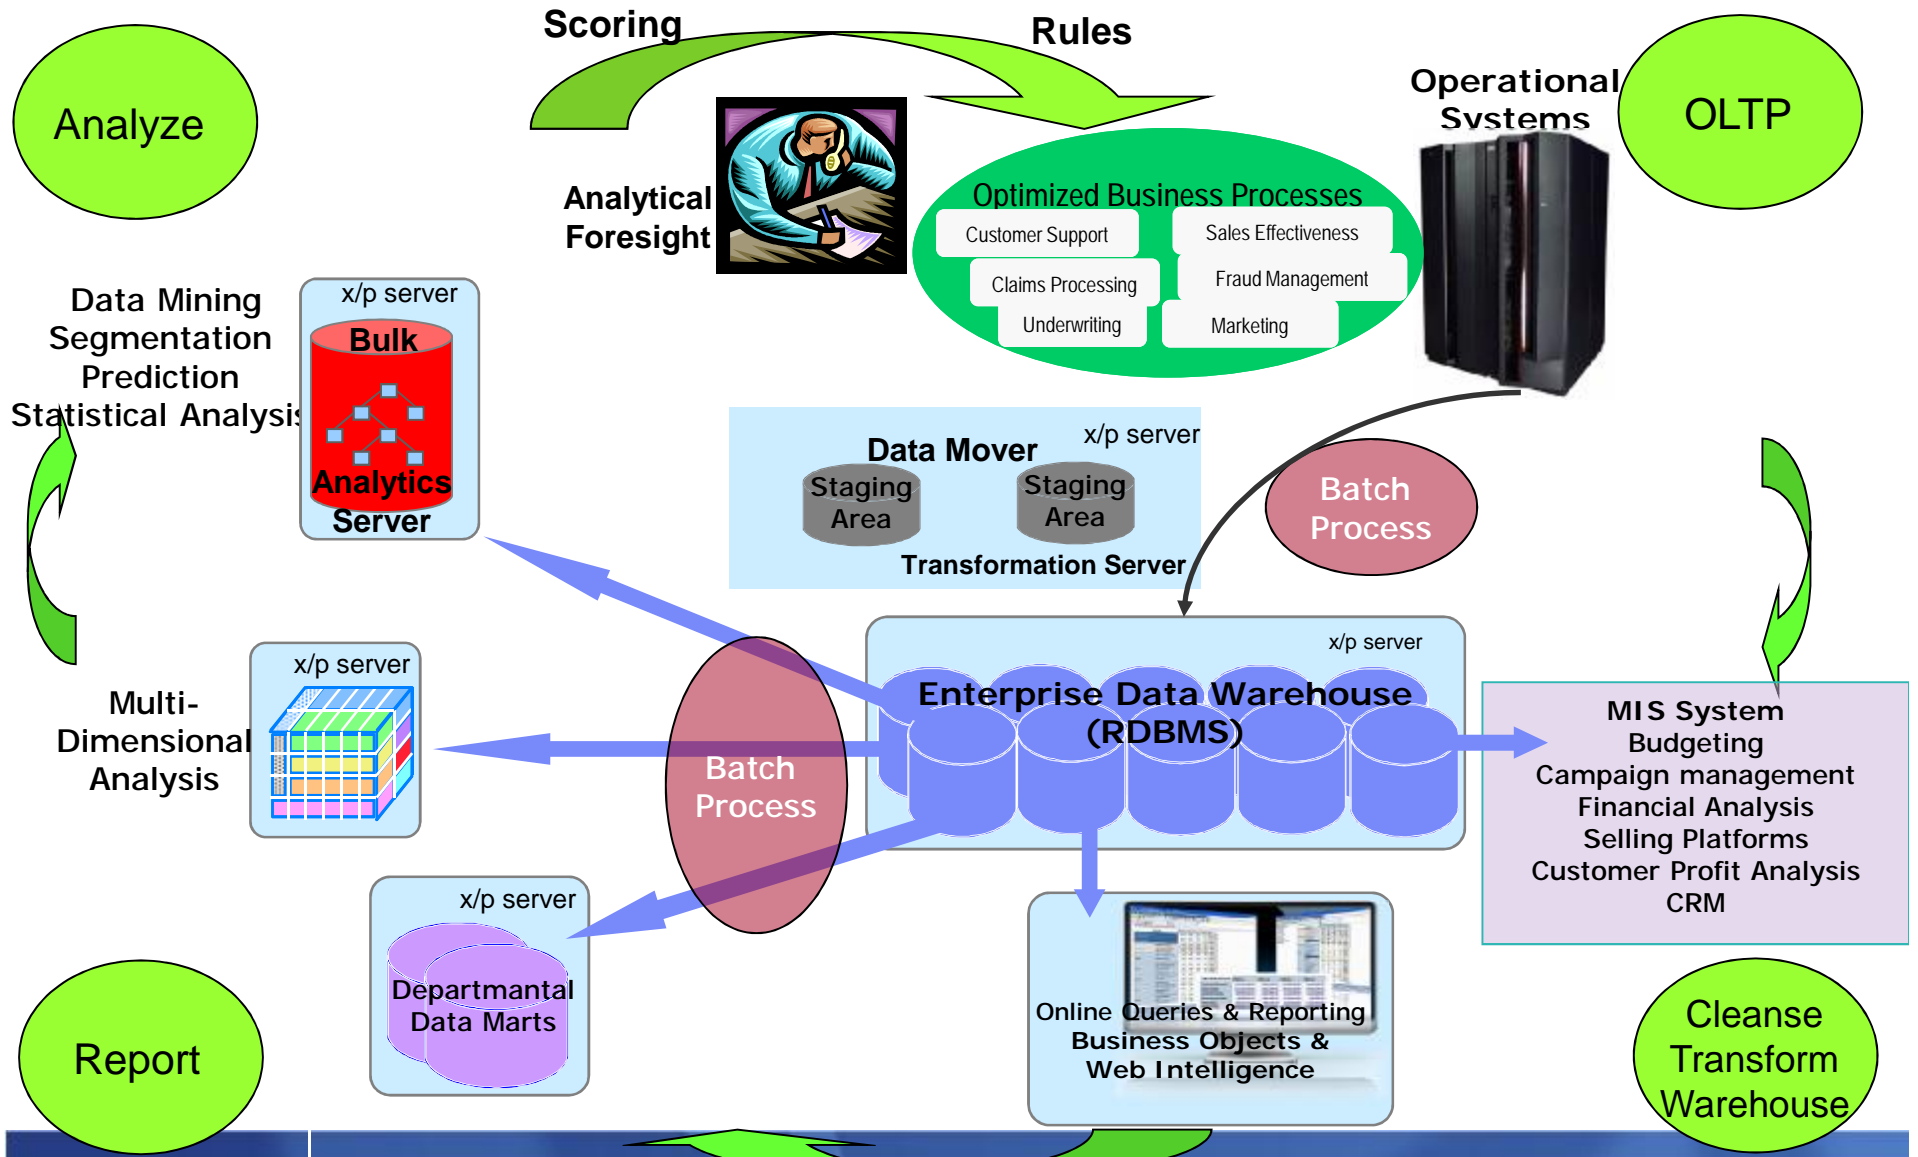 Scoring
Rules
Analyze
Operational
Systems
OLTP
Analytical
Foresight
Optimized Business Processes
Customer Support
Sales Effectiveness
Claims Processing
Fraud Management
Underwriting
Marketing
Data Mining
Segmentation
Prediction
Statistical Analysis
x/p server
Bulk
Analytics
Server
x/p server
Data Mover
Staging
Area
Staging
Area
Transformation Server
Batch
Process
x/p server
Enterprise Data Warehouse
(RDBMS)
x/p server
Multi-
Dimensional
Analysis
Batch
Process
MIS System
Budgeting
Campaign management
Financial Analysis
Selling Platforms
Customer Profit Analysis
CRM
x/p server
Departmantal
Data Marts
Online Queries & Reporting
Business Objects &
Web Intelligence
Report
Cleanse
Transform
Warehouse